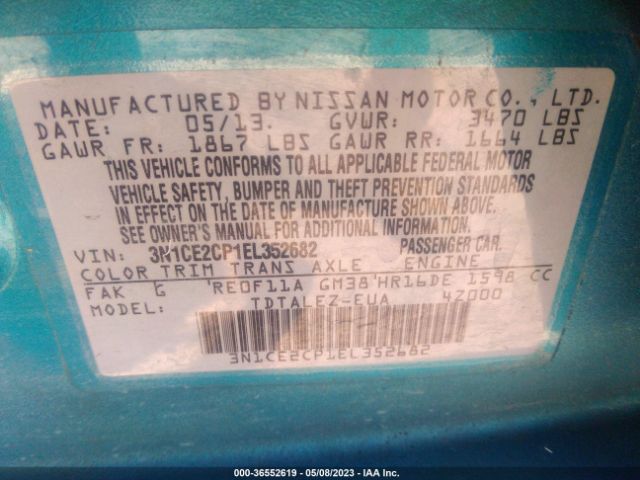 MANUFACTURED BY NISSAN MOTOR CO., LTD.
DATE: 05/13. GVWR: 3470 LBS
GAWR FR: 1867 LBS GAWR RR: 1664 LBS
THIS VEHICLE CONFORMS TO ALL APPLICABLE FEDERAL MOTOR
VEHICLE SAFETY, BUMPER AND THEFT PREVENTION STANDARDS
IN EFFECT ON THE DATE OF MANUFACTURE SHOWN ABOVE.
SEE OWNER'S MANUAL FOR ADDITIONAL INFORMATION.
VIN: 3N1CE2CP1EL352682 PASSENGER CAR.
COLOR TRIM TRANS AXLE ENGINE
FAK G 'RE0F11A GM38'HR16DE 1598 CC
MODEL: TDTALEZ-EUA 4Z000
3N1CE2CP1EL352682
000-36552619 - 05/08/2023 - IAA Inc.